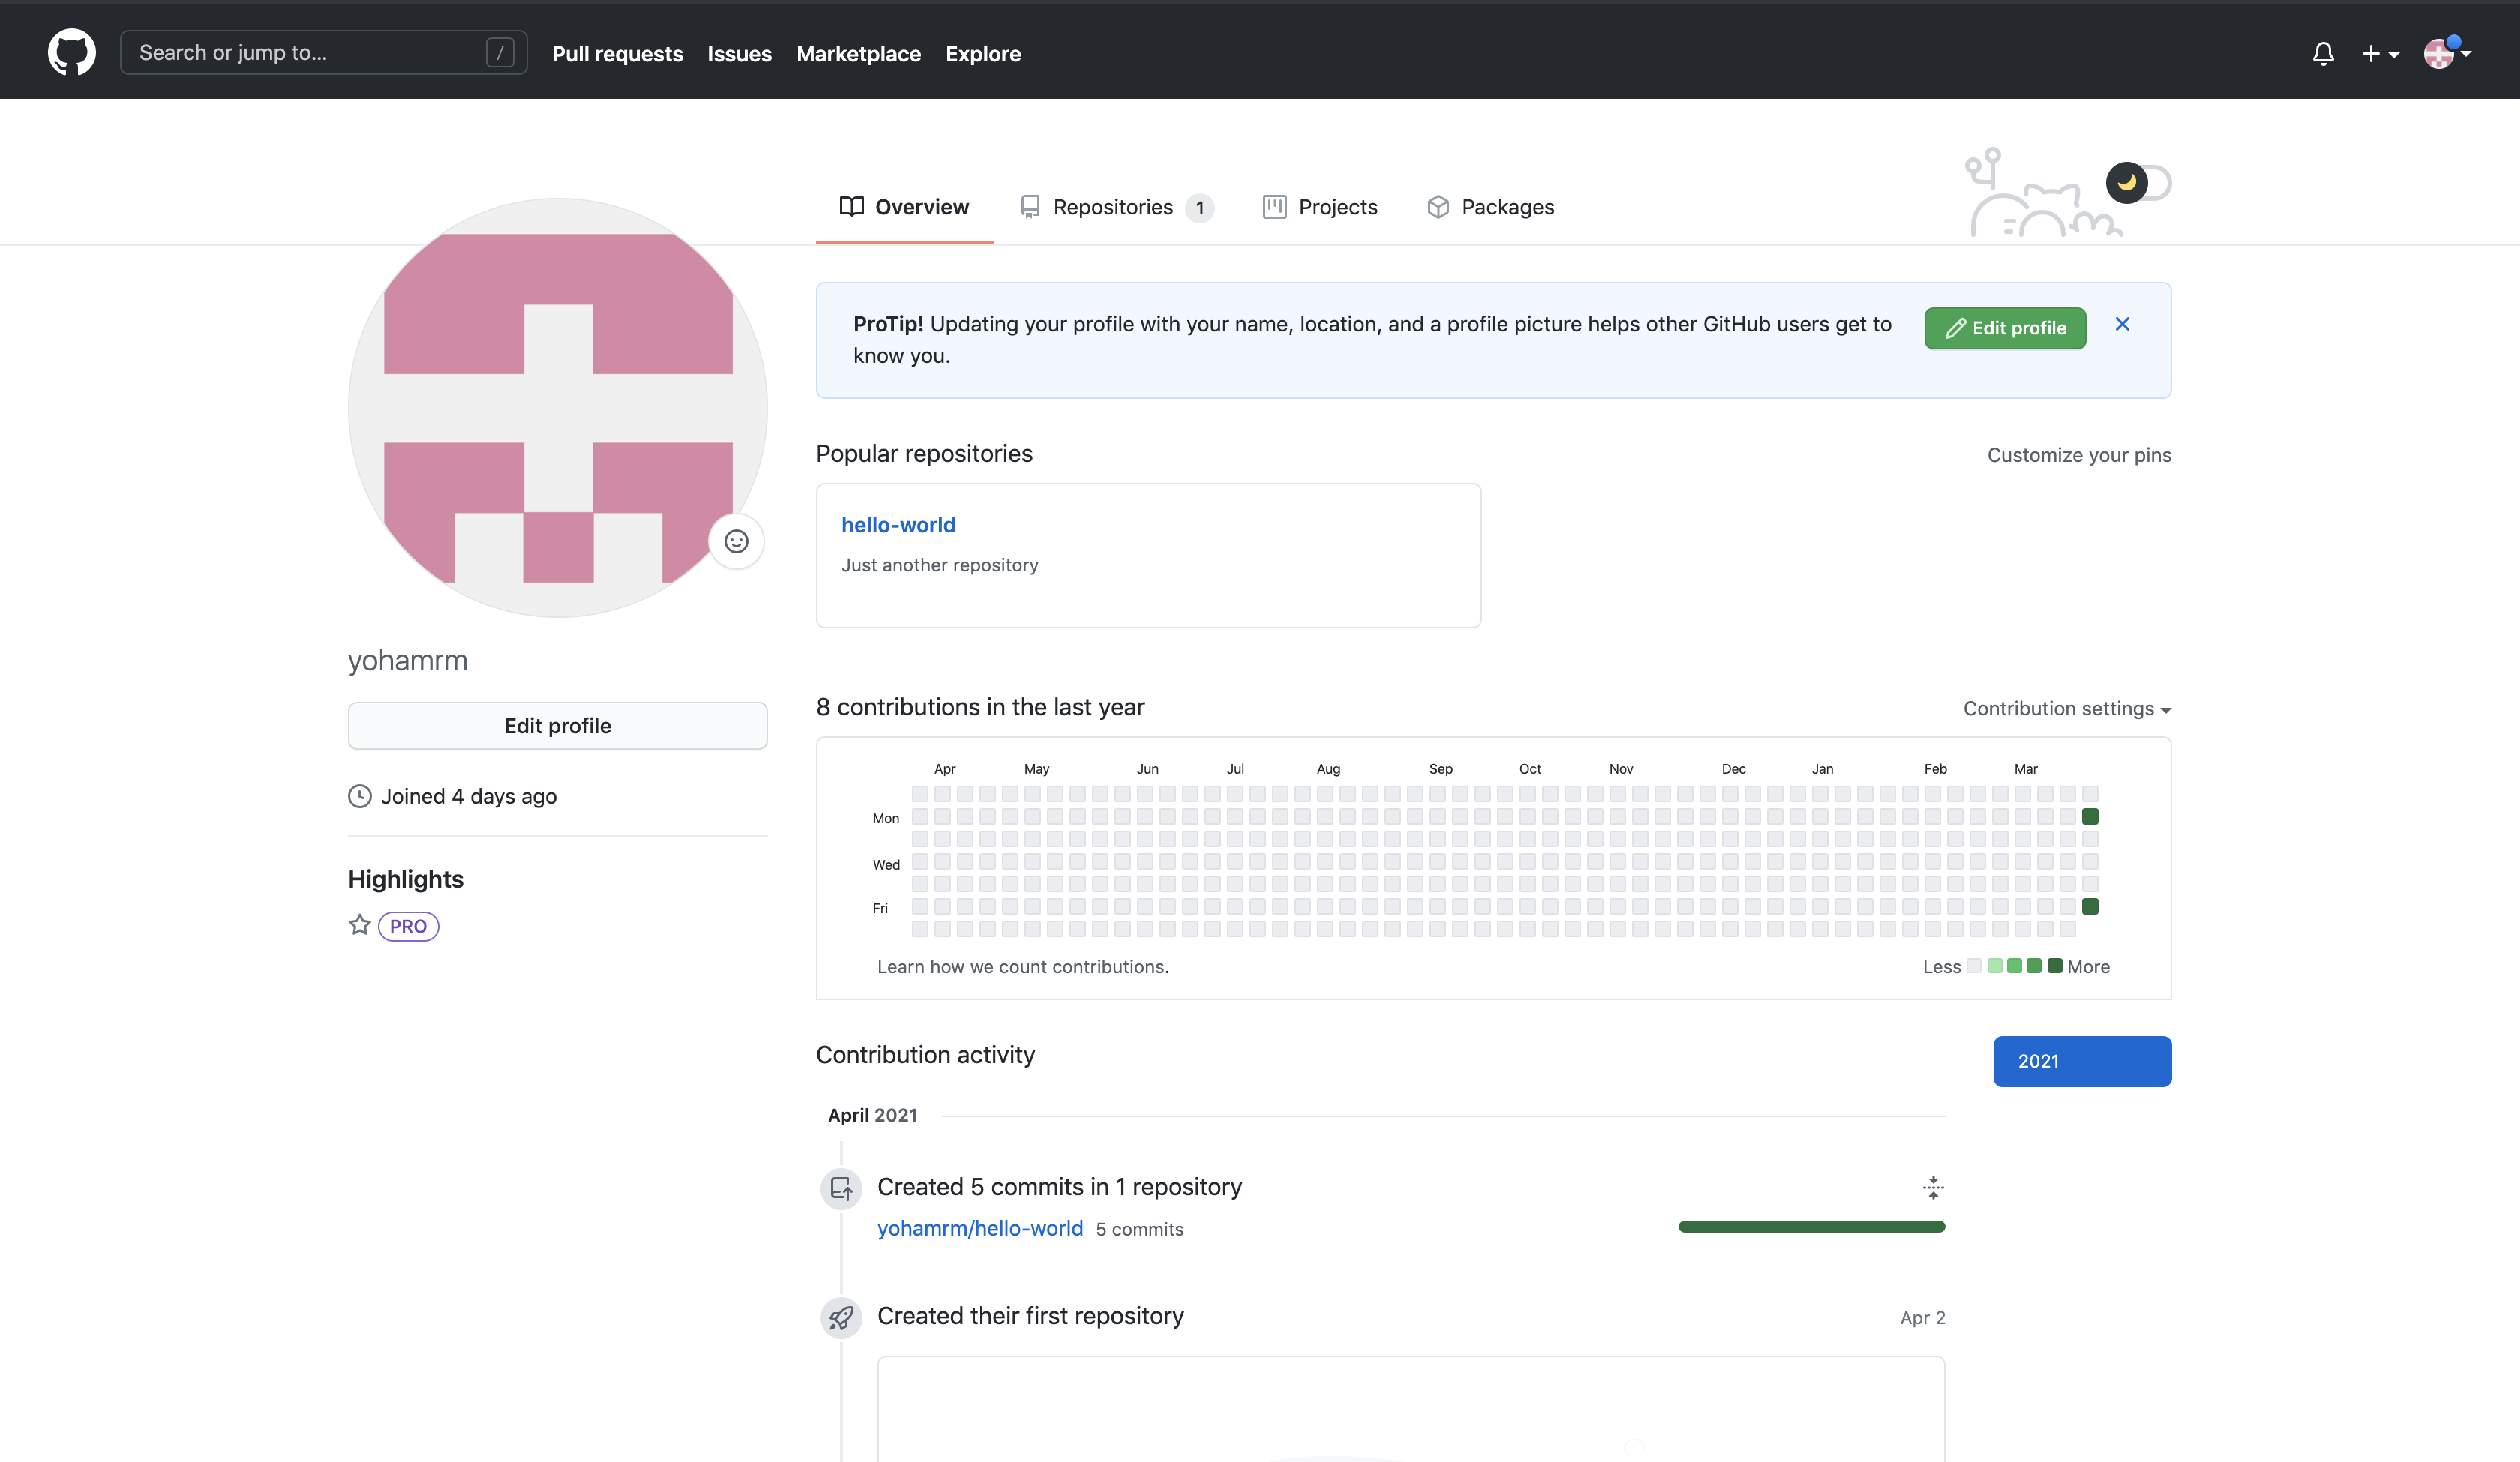 Search or jump to... /
Pull requests Issues Marketplace Explore
Overview Repositories 1 Projects Packages
ProTip! Updating your profile with your name, location, and a profile picture helps other GitHub users get to
know you.
Edit profile
Popular repositories
Customize your pins
hello-world
Just another repository
yohamrm
Edit profile
Joined 4 days ago
Highlights
PRO
8 contributions in the last year
Contribution settings
Apr May Jun Jul Aug Sep Oct Nov Dec Jan Feb Mar
Mon
Wed
Fri
Learn how we count contributions.
Less More
Contribution activity
2021
April 2021
Created 5 commits in 1 repository
yohamrm/hello-world 5 commits
Created their first repository
Apr 2